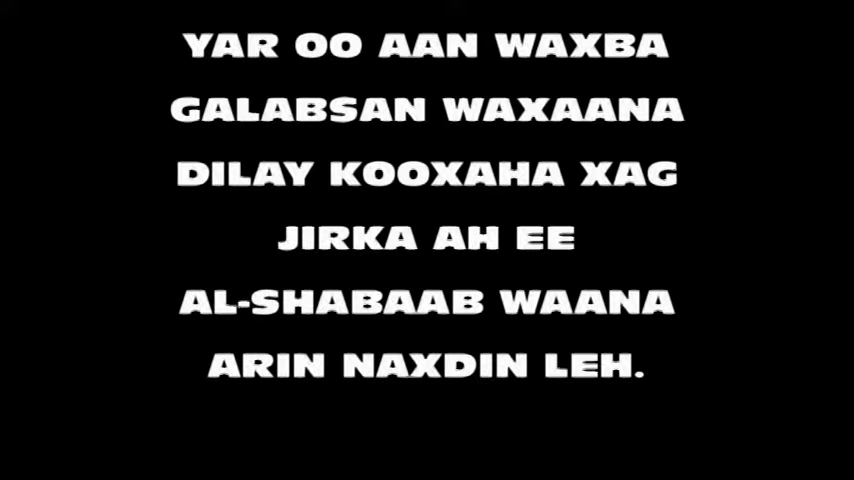 YAR OO AAN WAXBA
GALABSAN WAXAANA
DILAY KOOXAHA XAG
JIRKA AH EE
AL-SHABAAB WAANA
ARIN NAXDIN LEH.